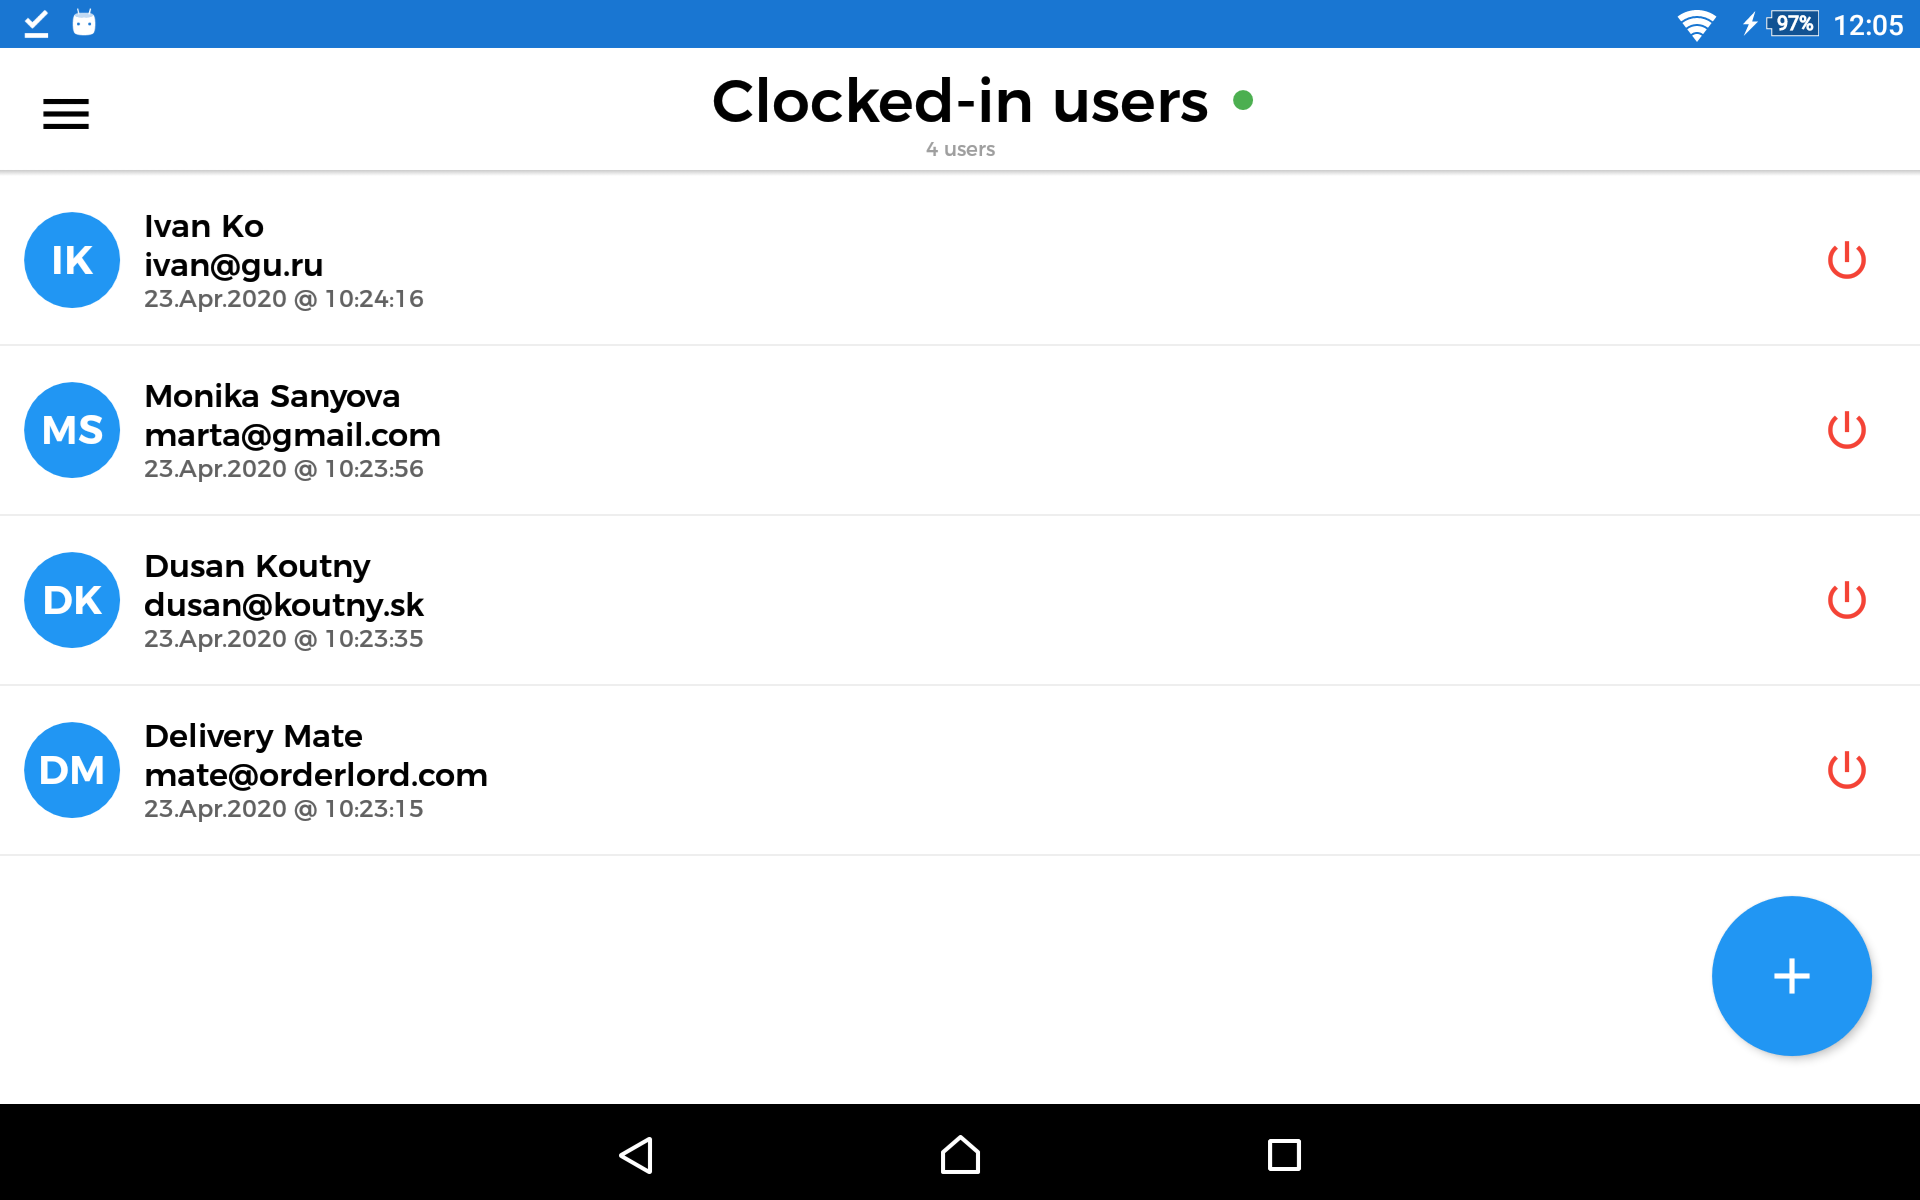 97% 12:05
Clocked-in users
4 users
IK
Ivan Ko
ivan@gu.ru
23.Apr.2020 @ 10:24:16
MS
Monika Sanyova
marta@gmail.com
23.Apr.2020 @ 10:23:56
DK
Dusan Koutny
dusan@koutny.sk
23.Apr.2020 @ 10:23:35
DM
Delivery Mate
mate@orderlord.com
23.Apr.2020 @ 10:23:15
+